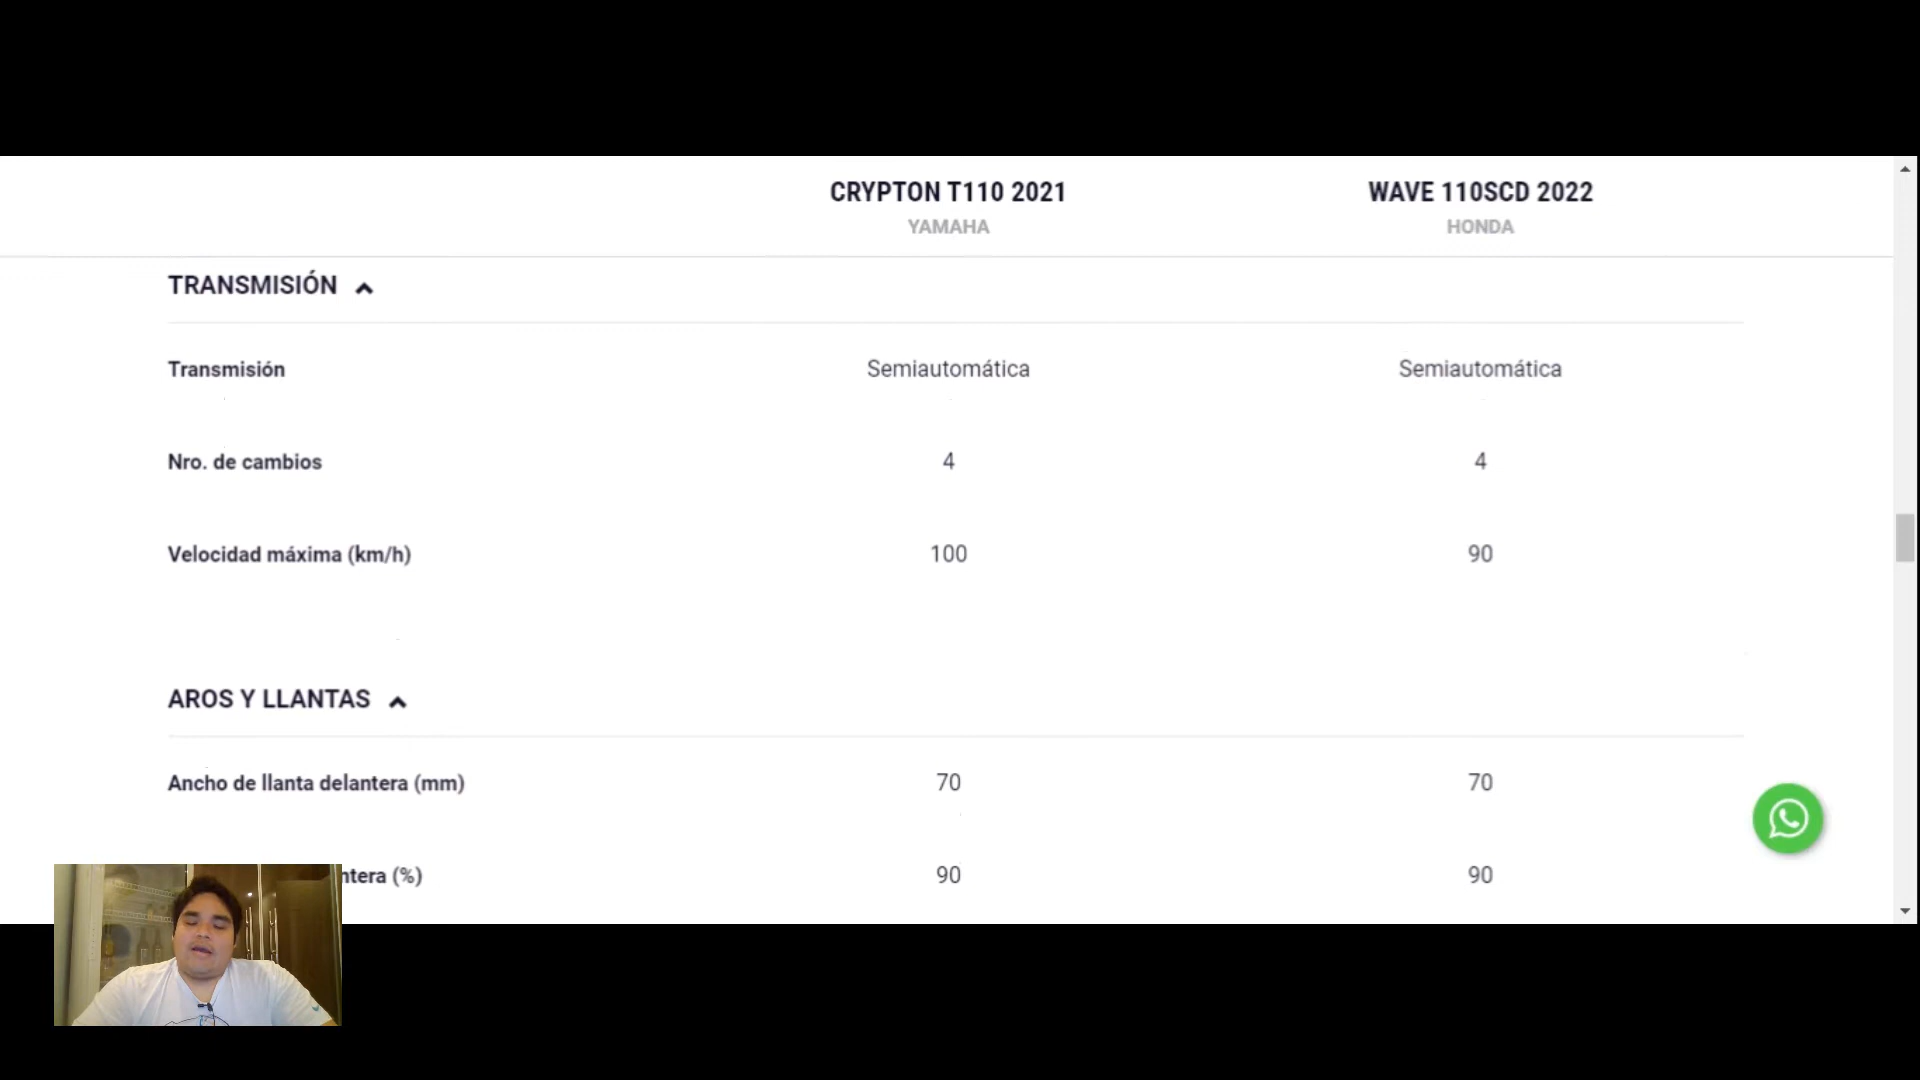 CRYPTON T110 2021 WAVE 110SCD 2022
YAMAHA HONDA
TRANSMISIÓN
Transmisión Semiautomática Semiautomática
Nro. de cambios 4 4
Velocidad máxima (km/h) 100 90
AROS Y LLANTAS
Ancho de llanta delantera (mm) 70 70
ntera (%) 90 90